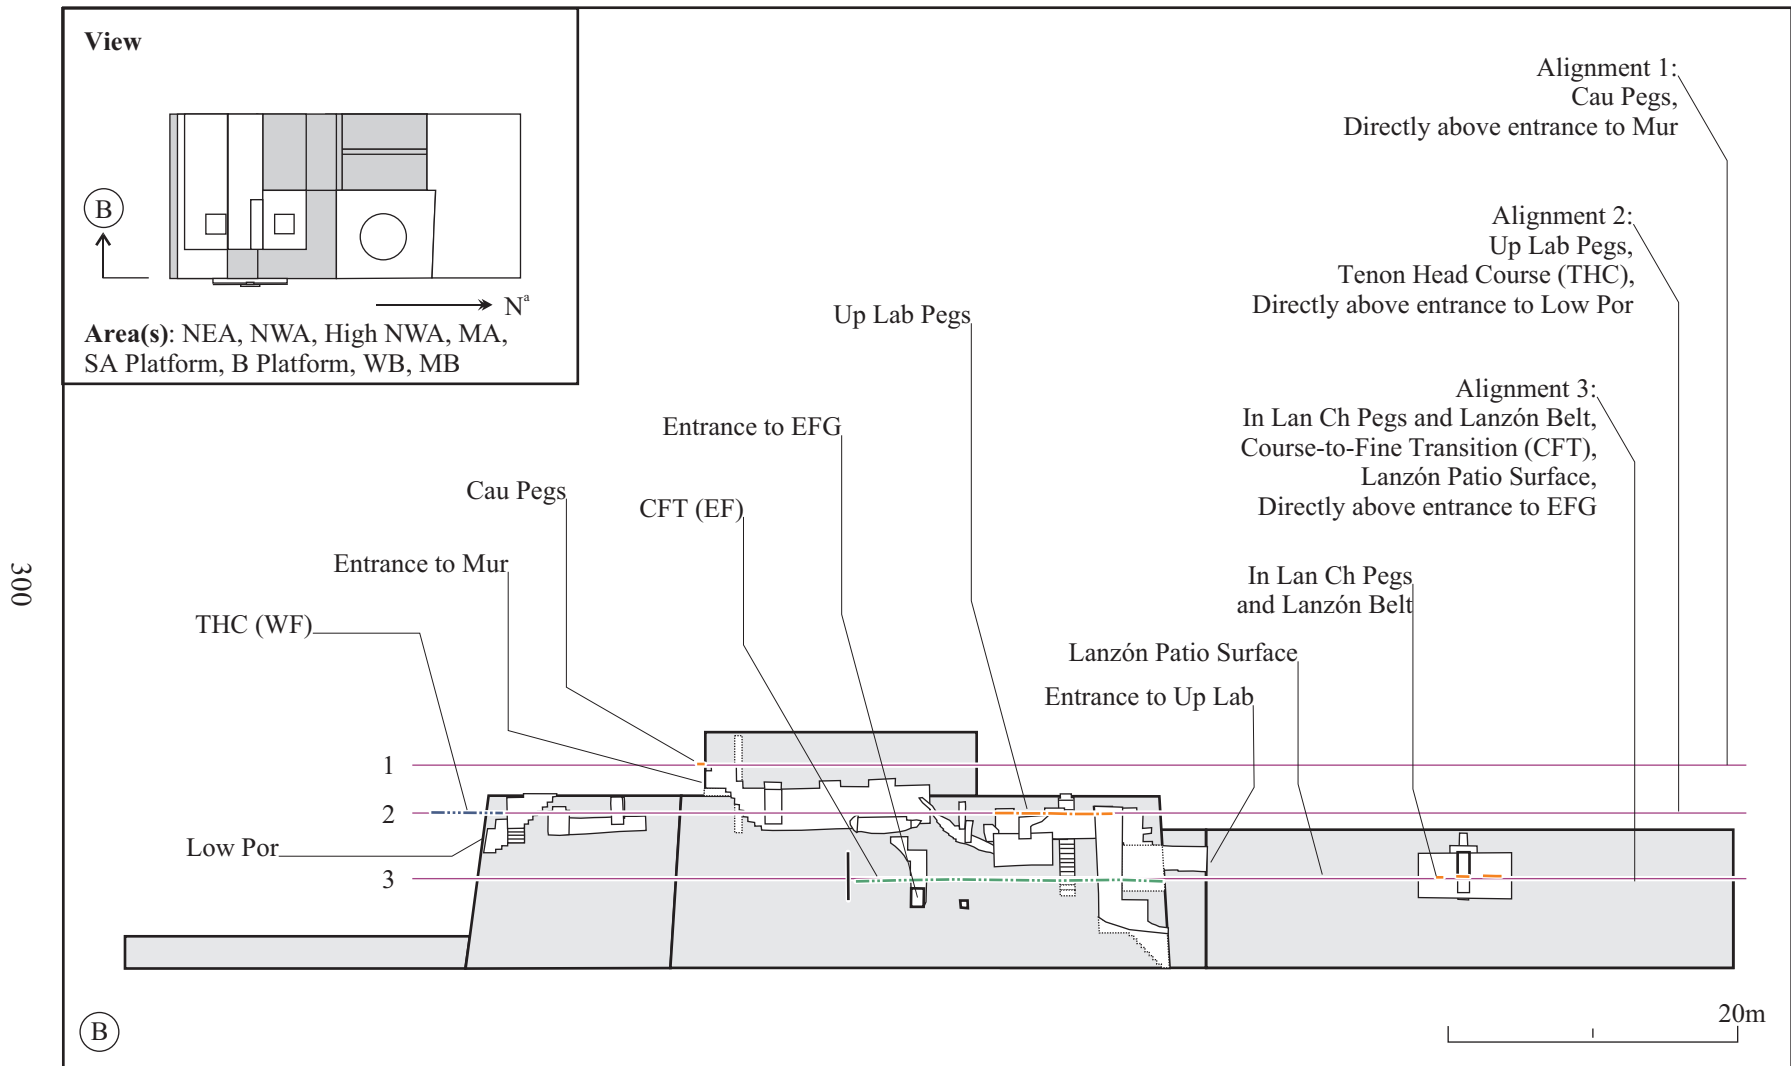 View
B
Nª
Area(s): NEA, NWA, High NWA, MA,
SA Platform, B Platform, WB, MB
Alignment 1:
Cau Pegs,
Directly above entrance to Mur
Alignment 2:
Up Lab Pegs,
Tenon Head Course (THC),
Directly above entrance to Low Por
Alignment 3:
In Lan Ch Pegs and Lanzón Belt,
Course-to-Fine Transition (CFT),
Lanzón Patio Surface,
Directly above entrance to EFG
Up Lab Pegs
Entrance to EFG
Cau Pegs
CFT (EF)
Entrance to Mur
THC (WF)
In Lan Ch Pegs
and Lanzón Belt
Lanzón Patio Surface
Entrance to Up Lab
1
2
Low Por
3
B
20m
300